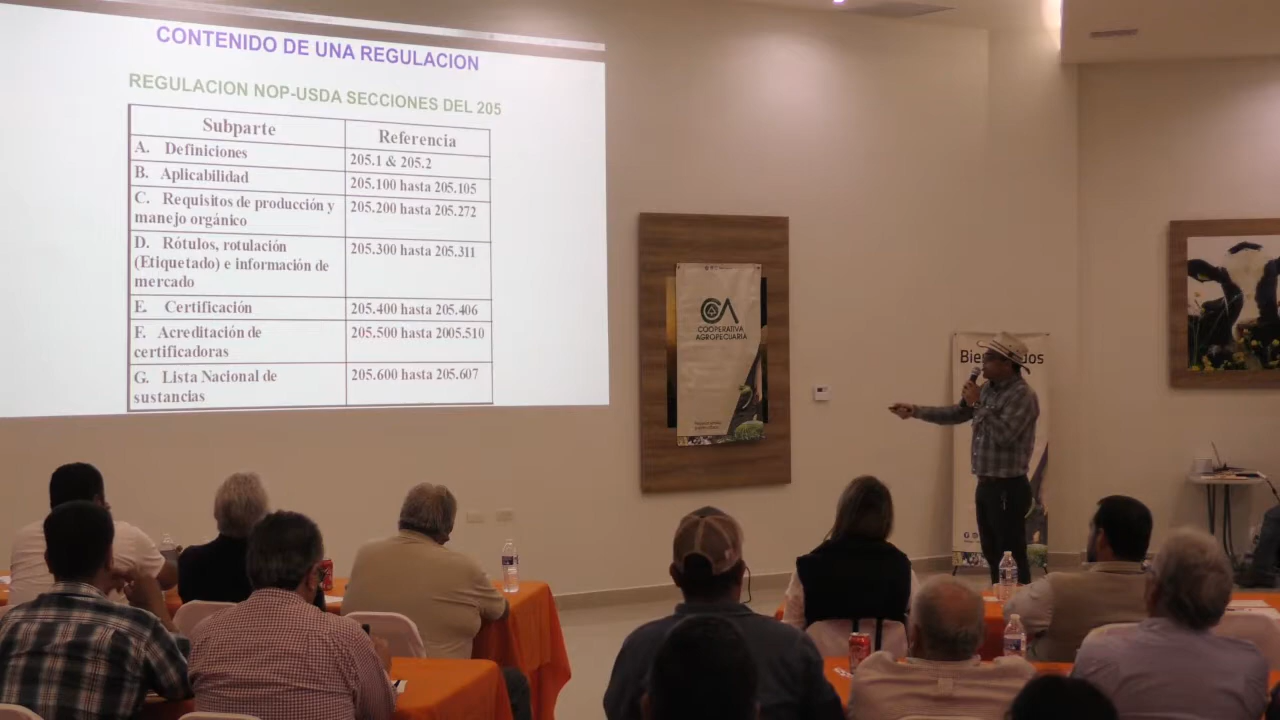 CONTENIDO DE UNA REGULACION
REGULACION NOP-USDA SECCIONES DEL 205
Subparte Referencia
A. Definiciones 205.1 & 205.2
B. Aplicabilidad 205.100 hasta 205.105
C. Requisitos de producción y 205.200 hasta 205.272
manejo orgánico
D. Rótulos, rotulación 205.300 hasta 205.311
(Etiquetado) e información de
mercado
E. Certificación 205.400 hasta 205.406
F. Acreditación de 205.500 hasta 2005.510
certificadoras
G. Lista Nacional de 205.600 hasta 205.607
sustancias
CA
COOPERATIVA
AGROPECUARIA